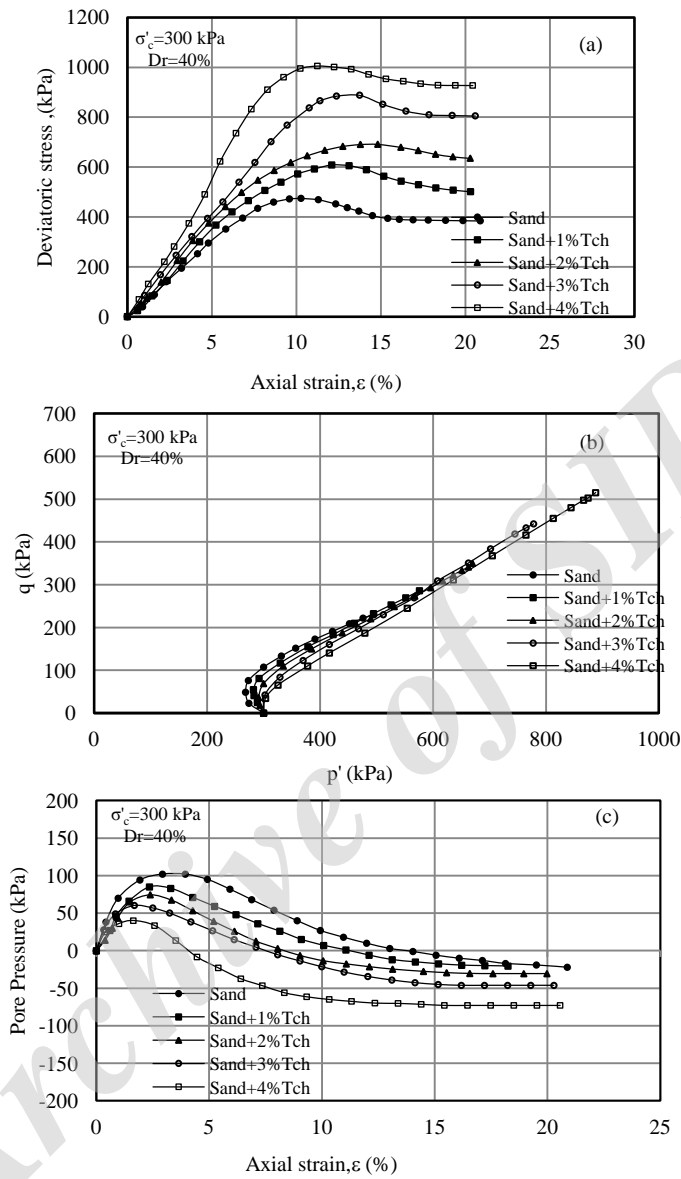 1200
1000
800
600
400
200
0
Deviatoric stress ,(kPa)
σ'c=300 kPa
Dr=40%
(a)
Sand
Sand+1%Tch
Sand+2%Tch
Sand+3%Tch
Sand+4%Tch
0 5 10 15 20 25 30
Axial strain,ε (%)
700
600
500
400
300
200
100
0
q (kPa)
σ'c=300 kPa
Dr=40%
(b)
Sand
Sand+1%Tch
Sand+2%Tch
Sand+3%Tch
Sand+4%Tch
0 200 400 600 800 1000
p' (kPa)
200
150
100
50
0
-50
-100
-150
-200
Pore Pressure (kPa)
σ'c=300 kPa
Dr=40%
(c)
Sand
Sand+1%Tch
Sand+2%Tch
Sand+3%Tch
Sand+4%Tch
0 5 10 15 20 25
Axial strain,ε (%)
Archive of